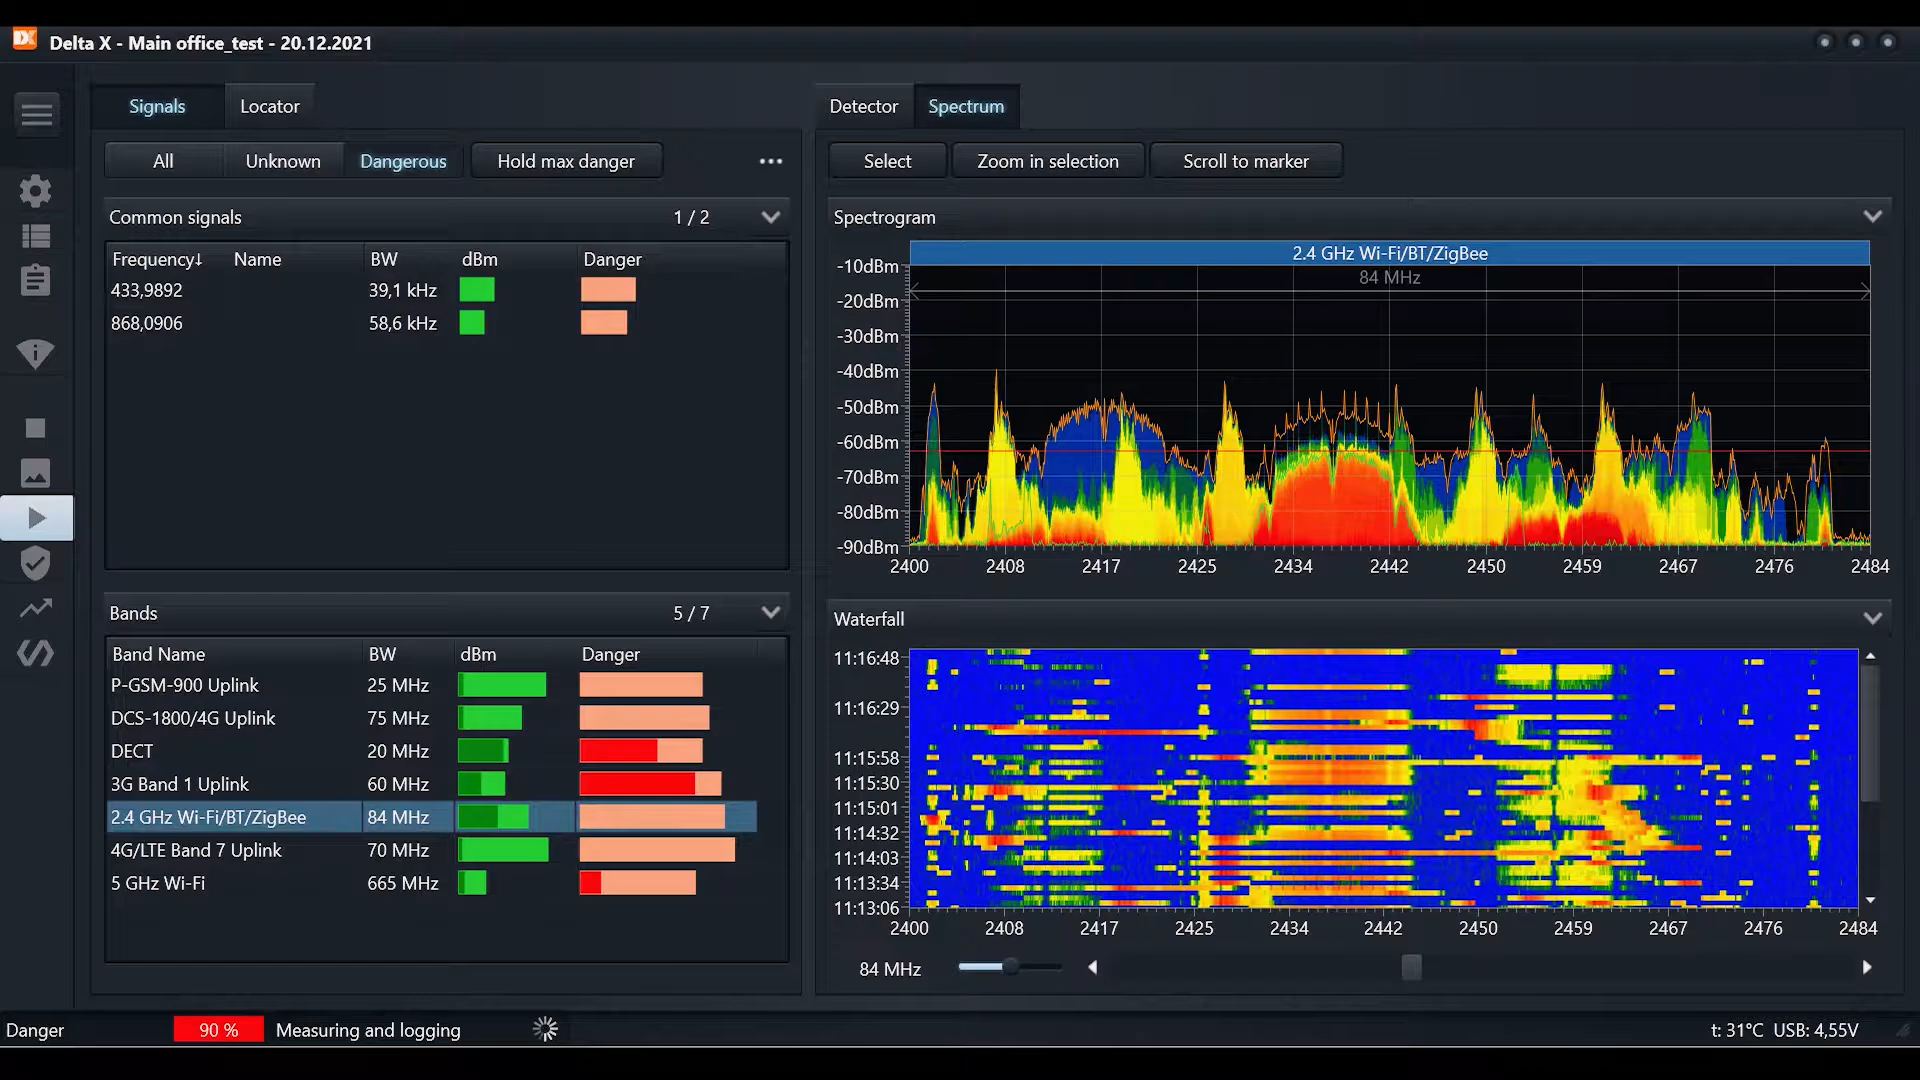 DX Delta X - Main office_test - 20.12.2021
Signals Locator
All Unknown Dangerous Hold max danger ...
Common signals 1 / 2
Frequency↓ Name BW dBm Danger
433,9892 39,1 kHz
868,0906 58,6 kHz
Bands 5 / 7
Band Name BW dBm Danger
P-GSM-900 Uplink 25 MHz
DCS-1800/4G Uplink 75 MHz
DECT 20 MHz
3G Band 1 Uplink 60 MHz
2.4 GHz Wi-Fi/BT/ZigBee 84 MHz
4G/LTE Band 7 Uplink 70 MHz
5 GHz Wi-Fi 665 MHz
Detector Spectrum
Select Zoom in selection Scroll to marker
Spectrogram
2.4 GHz Wi-Fi/BT/ZigBee
84 MHz
-10dBm
-20dBm
-30dBm
-40dBm
-50dBm
-60dBm
-70dBm
-80dBm
-90dBm
2400 2408 2417 2425 2434 2442 2450 2459 2467 2476 2484
Waterfall
11:16:48
11:16:29
11:15:58
11:15:30
11:15:01
11:14:32
11:14:03
11:13:34
11:13:06
2400 2408 2417 2425 2434 2442 2450 2459 2467 2476 2484
84 MHz
Danger 90 % Measuring and logging t: 31°C USB: 4,55V